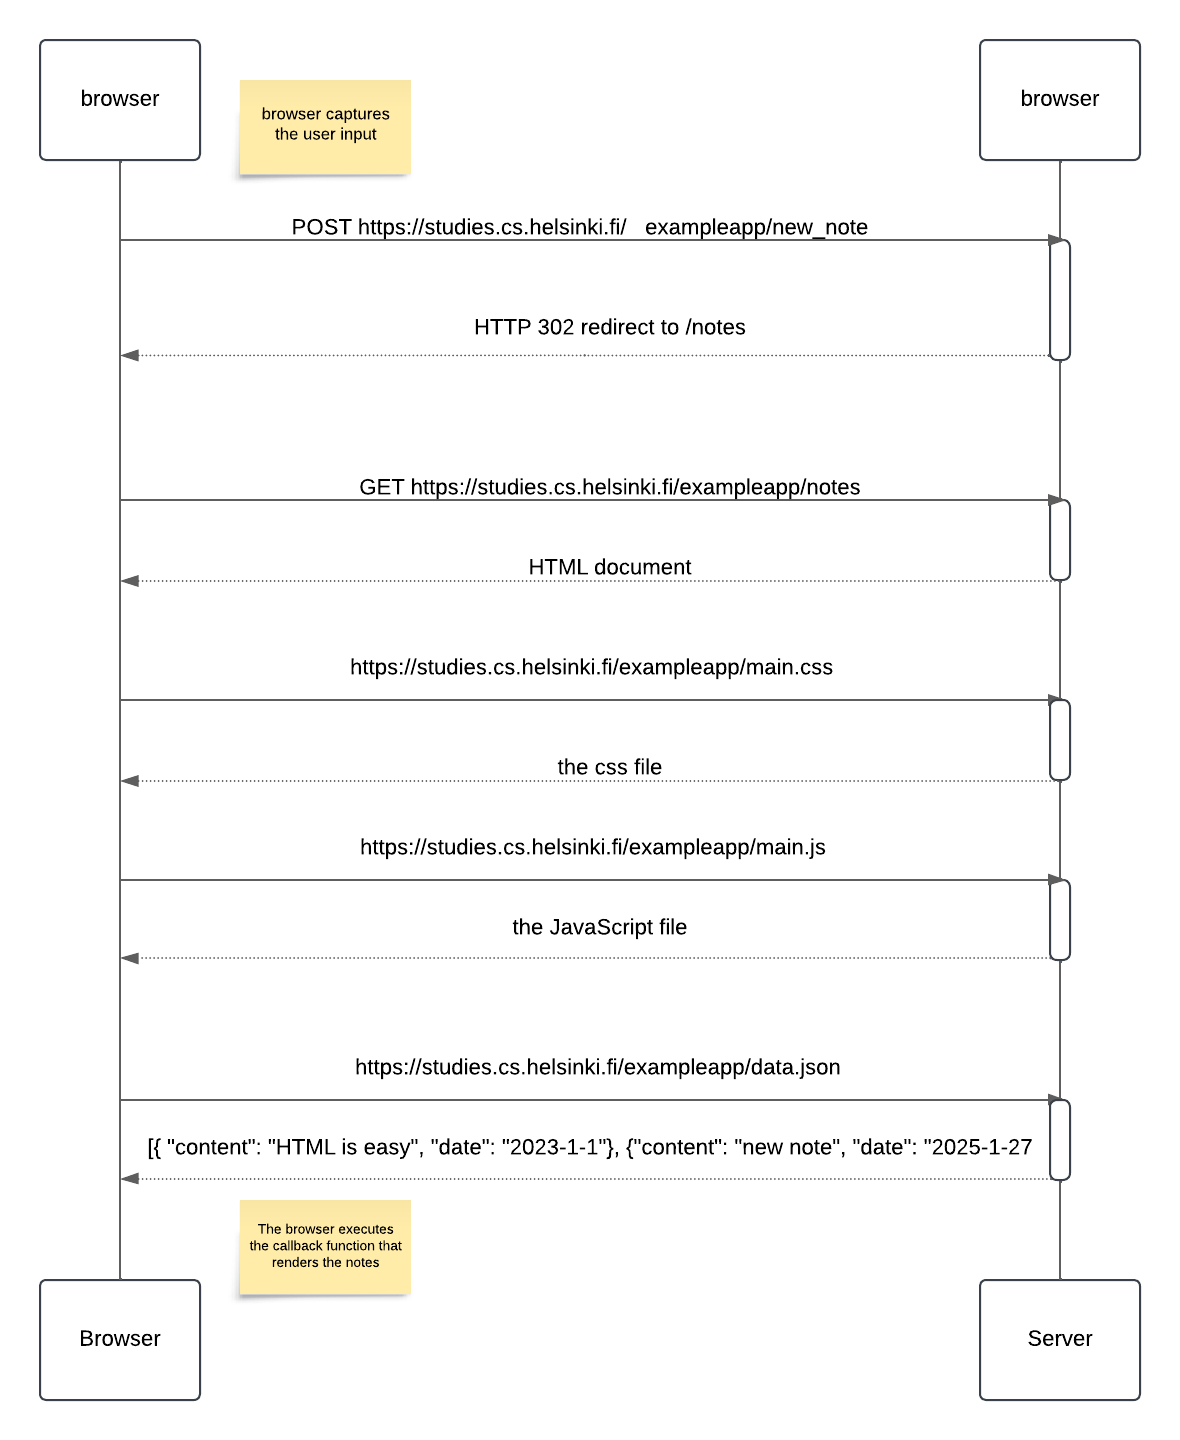 browser
browser
browser captures
the user input
POST https://studies.cs.helsinki.fi/   exampleapp/new_note
HTTP 302 redirect to /notes
GET https://studies.cs.helsinki.fi/exampleapp/notes
HTML document
https://studies.cs.helsinki.fi/exampleapp/main.css
the css file
https://studies.cs.helsinki.fi/exampleapp/main.js
the JavaScript file
https://studies.cs.helsinki.fi/exampleapp/data.json
[{ "content": "HTML is easy", "date": "2023-1-1"}, {"content": "new note", "date": "2025-1-27
The browser executes
the callback function that
renders the notes
Browser
Server